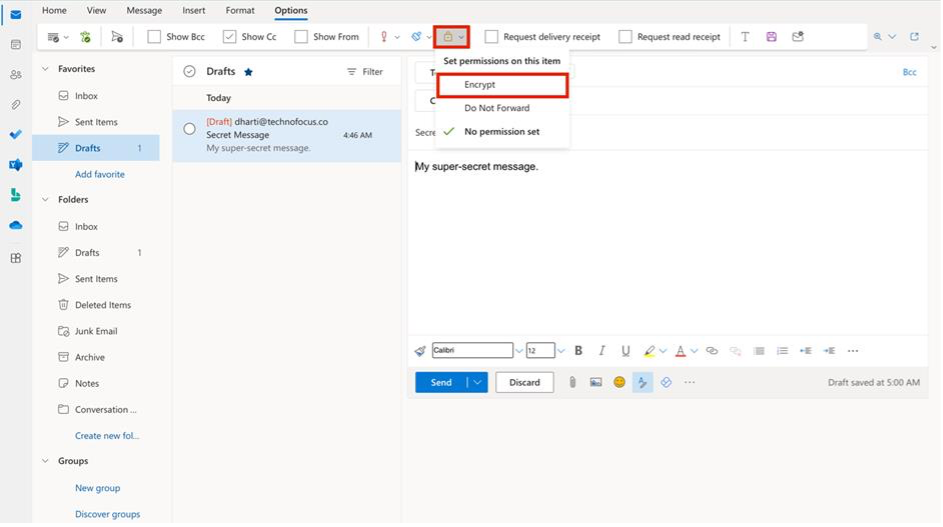 Home View Message Insert Format Options
Show Bcc Show Cc Show From Request delivery receipt Request read receipt
Favorites
Inbox
Sent Items
Drafts 1
Add favorite
Folders
Inbox
Drafts 1
Sent Items
Deleted Items
Junk Email
Archive
Notes
Conversation ...
Create new fol...
Groups
New group
Discover groups
Drafts Filter
Today
[Draft] dharti@technofocus.co
Secret Message 4:46 AM
My super-secret message.
Set permissions on this item
Encrypt
Do Not Forward
No permission set
T Bcc
C
Secre
My super-secret message.
Calibri 12 B I U A
Send Discard Draft saved at 5:00 AM